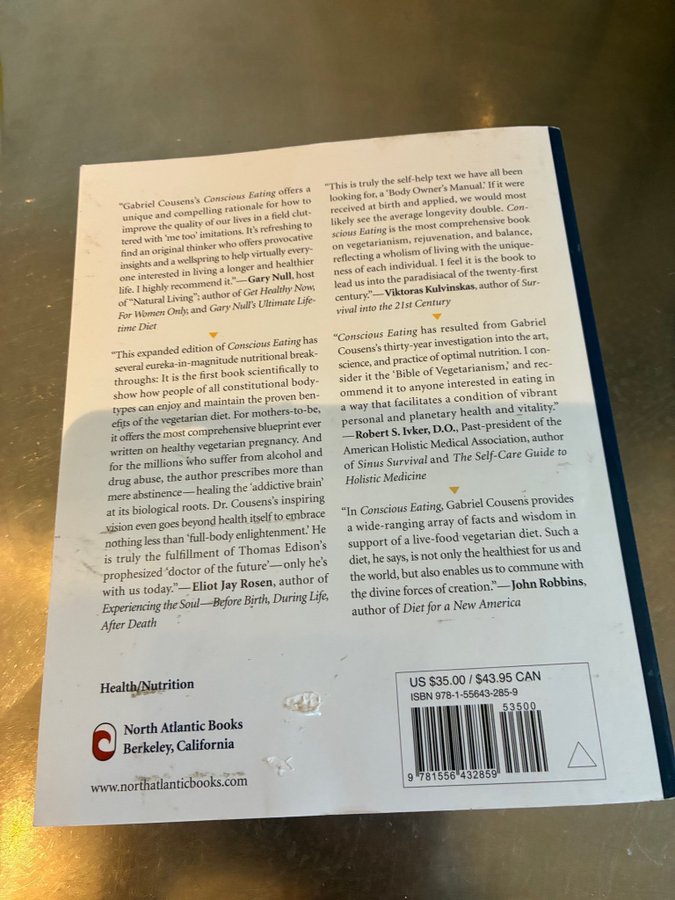 "Gabriel Cousens's Conscious Eating offers a
unique and compelling rationale for how to
improve the quality of our lives in a field clut-
tered with 'me too' imitations. It's refreshing to
find an original thinker who offers provocative
insights and a wellspring to help virtually every-
one interested in living a longer and healthier
life. I highly recommend it."—Gary Null, host
of "Natural Living"; author of Get Healthy Now,
For Women Only, and Gary Null's Ultimate Life-
time Diet
"This expanded edition of Conscious Eating has
several eureka-in-magnitude nutritional break-
throughs: It is the first book scientifically to
show how people of all constitutional body-
types can enjoy and maintain the proven ben-
efits of the vegetarian diet. For mothers-to-be,
it offers the most comprehensive blueprint ever
written on healthy vegetarian pregnancy. And
for the millions who suffer from alcohol and
drug abuse, the author prescribes more than
mere abstinence—healing the 'addictive brain'
at its biological roots. Dr. Cousens's inspiring
vision even goes beyond health itself to embrace
nothing less than 'full-body enlightenment.' He
is truly the fulfillment of Thomas Edison's
prophesized 'doctor of the future'—only he's
with us today."—Eliot Jay Rosen, author of
Experiencing the Soul—Before Birth, During Life,
After Death
"This is truly the self-help text we have all been
looking for, a 'Body Owner's Manual.' If it were
received at birth and applied, we would most
likely see the average longevity double. Con-
scious Eating is the most comprehensive book
on vegetarianism, rejuvenation, and balance,
reflecting a wholism of living with the unique-
ness of each individual. I feel it is the book to
lead us into the paradisiacal of the twenty-first
century."—Viktoras Kulvinskas, author of Sur-
vival into the 21st Century
"Conscious Eating has resulted from Gabriel
Cousens's thirty-year investigation into the art,
science, and practice of optimal nutrition. I con-
sider it the 'Bible of Vegetarianism,' and rec-
ommend it to anyone interested in eating in
a way that facilitates a condition of vibrant
personal and planetary health and vitality."
—Robert S. Ivker, D.O., Past-president of the
American Holistic Medical Association, author
of Sinus Survival and The Self-Care Guide to
Holistic Medicine
"In Conscious Eating, Gabriel Cousens provides
a wide-ranging array of facts and wisdom in
support of a live-food vegetarian diet. Such a
diet, he says, is not only the healthiest for us and
the world, but also enables us to commune with
the divine forces of creation."—John Robbins,
author of Diet for a New America
Health/Nutrition
North Atlantic Books
Berkeley, California
www.northatlanticbooks.com
US $35.00 / $43.95 CAN
ISBN 978-1-55643-285-9
53500
9 781556 432859